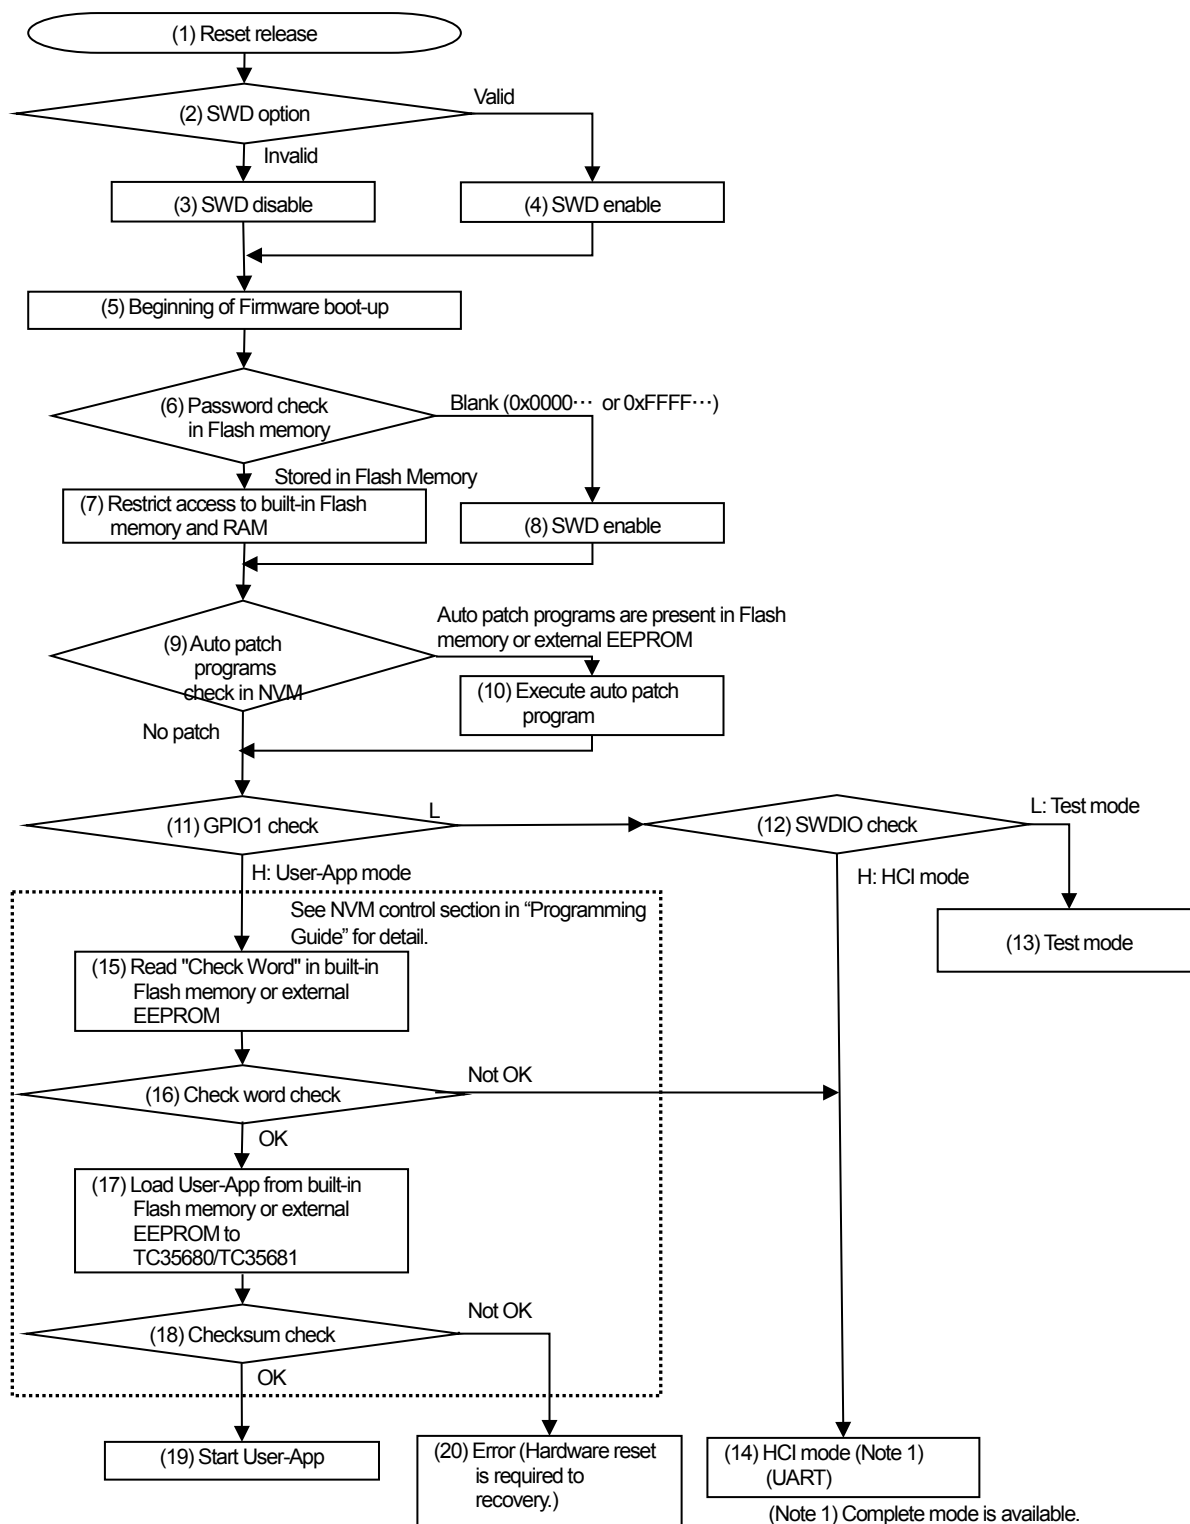 (1) Reset release
(2) SWD option
Valid
Invalid
(3) SWD disable
(4) SWD enable
(5) Beginning of Firmware boot-up
(6) Password check
in Flash memory
Blank (0x0000··· or 0xFFFF···)
Stored in Flash Memory
(7) Restrict access to built-in Flash
memory and RAM
(8) SWD enable
(9) Auto patch
programs
check in NVM
Auto patch programs are present in Flash
memory or external EEPROM
(10) Execute auto patch
program
No patch
(11) GPIO1 check
L
(12) SWDIO check
L: Test mode
H: User-App mode
H: HCI mode
(13) Test mode
See NVM control section in “Programming
Guide” for detail.
(15) Read "Check Word" in built-in
Flash memory or external
EEPROM
(16) Check word check
Not OK
OK
(17) Load User-App from built-in
Flash memory or external
EEPROM to
TC35680/TC35681
(18) Checksum check
Not OK
OK
(19) Start User-App
(20) Error (Hardware reset
is required to
recovery.)
(14) HCI mode (Note 1)
(UART)
(Note 1) Complete mode is available.